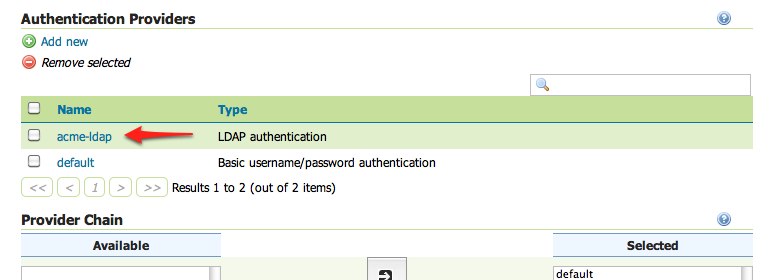 Authentication Providers
Add new
Remove selected
Name Type
acme-ldap LDAP authentication
default Basic username/password authentication
<< < 1 > >> Results 1 to 2 (out of 2 items)
Provider Chain
Available Selected
default